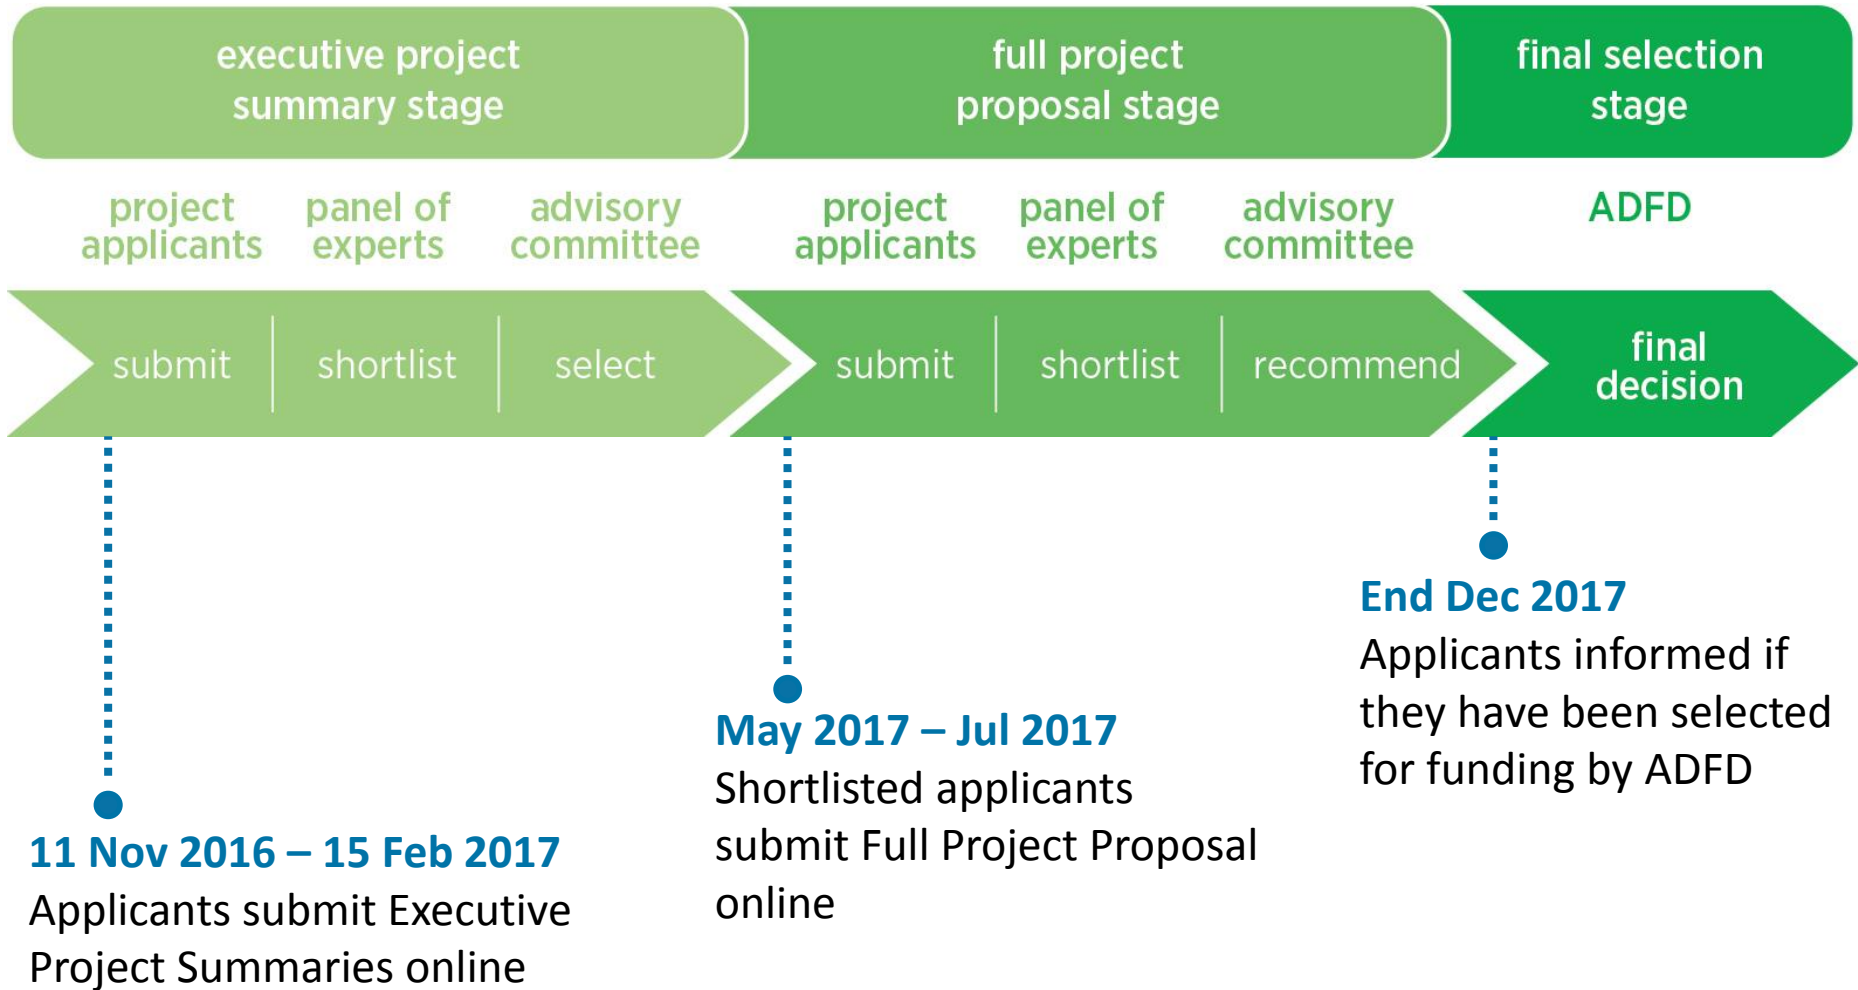 executive project
summary stage
full project
proposal stage
final selection
stage
project
applicants
panel of
experts
advisory
committee
project
applicants
panel of
experts
advisory
committee
ADFD
submit
shortlist
select
submit
shortlist
recommend
final
decision
11 Nov 2016 – 15 Feb 2017
Applicants submit Executive
Project Summaries online
May 2017 – Jul 2017
Shortlisted applicants
submit Full Project Proposal
online
End Dec 2017
Applicants informed if
they have been selected
for funding by ADFD